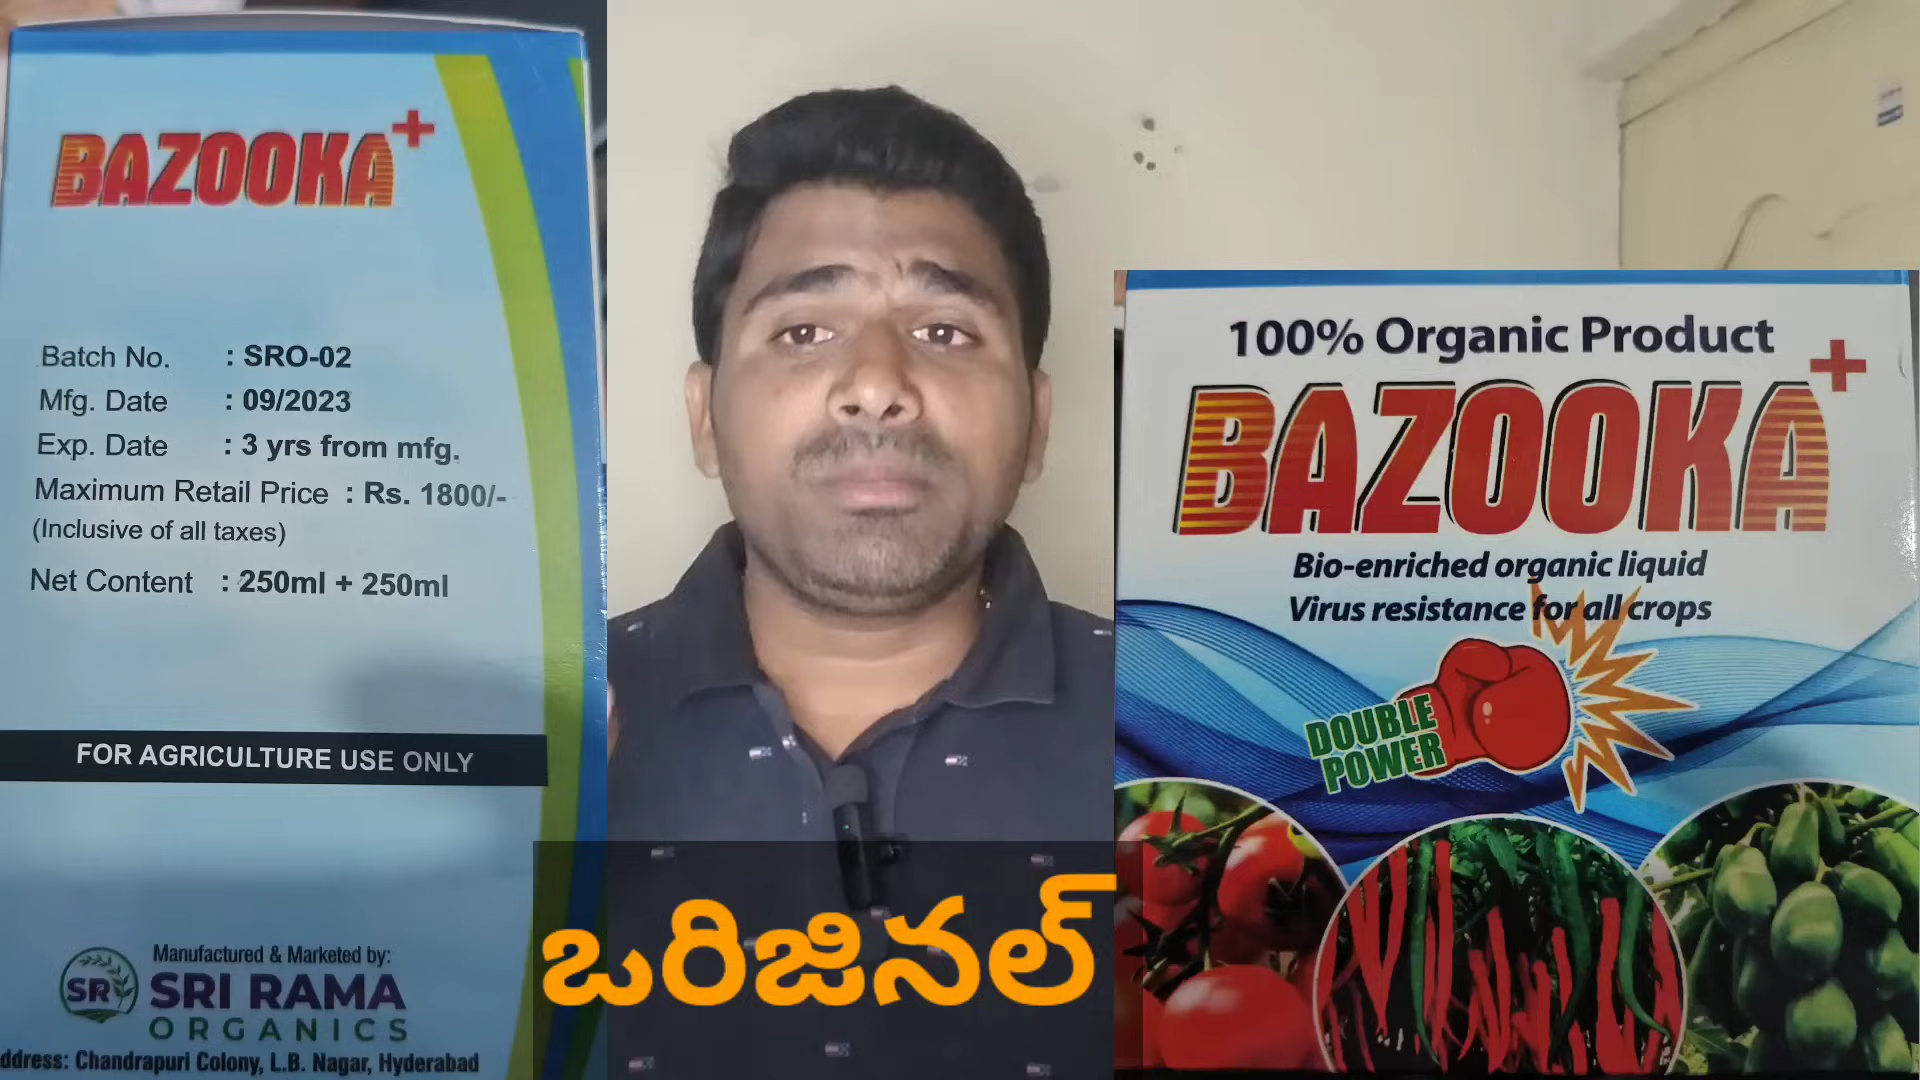 BAZOOKA+
Batch No. : SRO-02
Mfg. Date : 09/2023
Exp. Date : 3 yrs from mfg.
Maximum Retail Price : Rs. 1800/-
(Inclusive of all taxes)
Net Content : 250ml + 250ml
FOR AGRICULTURE USE ONLY
Manufactured & Marketed by:
SR SRI RAMA
ORGANICS
ddress: Chandrapuri Colony, L.B. Nagar, Hyderabad
ఒరిజినల్
100% Organic Product
BAZOOKA+
Bio-enriched organic liquid
Virus resistance for all crops
DOUBLE
POWER